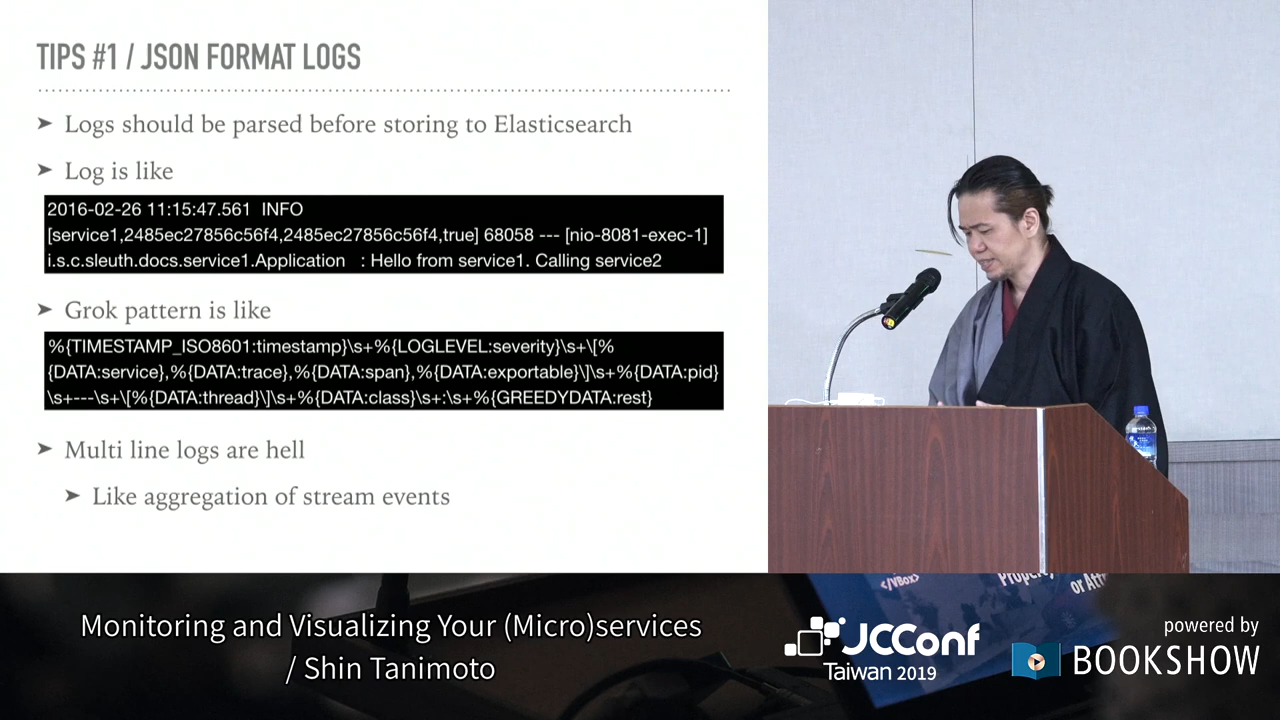 TIPS #1 / JSON FORMAT LOGS
➤ Logs should be parsed before storing to Elasticsearch
➤ Log is like
2016-02-26 11:15:47.561 INFO
[service1,2485ec27856c56f4,2485ec27856c56f4,true] 68058 --- [nio-8081-exec-1]
i.s.c.sleuth.docs.service1.Application : Hello from service1. Calling service2
➤ Grok pattern is like
%{TIMESTAMP_ISO8601:timestamp}\s+%{LOGLEVEL:severity}\s+\[%
{DATA:service},%{DATA:trace},%{DATA:span},%{DATA:exportable}\]\s+%{DATA:pid}
\s+---\s+\[%{DATA:thread}\]\s+%{DATA:class}\s+:\s+%{GREEDYDATA:rest}
➤ Multi line logs are hell
➤ Like aggregation of stream events
</VBox>
or
Monitoring and Visualizing Your (Micro)services
/ Shin Tanimoto
JCConf
Taiwan 2019
powered by
BOOKSHOW